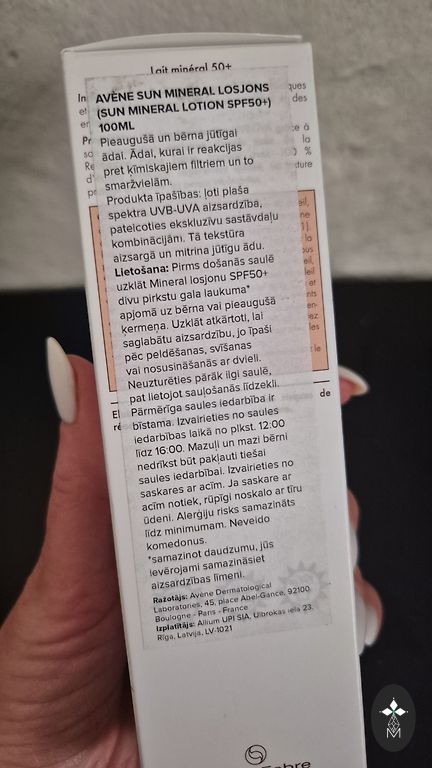 Lait minéral 50+
AVÈNE SUN MINERAL LOSJONS
(SUN MINERAL LOTION SPF50+)
100ML
Pieaugušā un bērna jūtīgai
ādai. Ādai, kurai ir reakcijas
pret ķīmiskajiem filtriem un to
smaržvielām.
Produkta īpašības: ļoti plaša
spektra UVB-UVA aizsardzība,
pateicoties ekskluzīvu sastāvdaļu
kombinācijām. Tā tekstūra
aizsargā un mitrina jūtīgu ādu.
Lietošana: Pirms došanās saulē
uzklāt Mineral losjonu SPF50+
divu pirkstu gala laukuma*
apjomā uz bērna vai pieaugušā
ķermeņa. Uzklāt atkārtoti, lai
saglabātu aizsardzību, jo īpaši
pēc peldēšanas, svīšanas
vai nosusināšanās ar dvieli.
Neuzturēties pārāk ilgi saulē,
pat lietojot sauļošanās līdzekli.
Pārmērīga saules iedarbība ir
bīstama. Izvairieties no saules
iedarbības laikā no plkst. 12:00
līdz 16:00. Mazuļi un mazi bērni
nedrīkst būt pakļauti tiešai
saules iedarbībai. Izvairieties no
saskares ar acīm. Ja saskare ar
acīm notiek, rūpīgi noskalo ar tīru
ūdeni. Alerģiju risks samazināts
līdz minimumam. Neveido
komedonus.
*samazinot daudzumu, jūs
ievērojami samazināsiet
aizsardzības līmeni.
Ražotājs: Avene Dermatological
Laboratories, 45, place Abel-Gance, 92100
Boulogne - Paris - France
Izplatītājs: Allium UPI SIA, Uibrokas iela 23.
Rīga, Latvija, LV-1021
Fabre
M